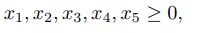 x₁, x₂, x₃, x₄, x₅ ≥ 0,